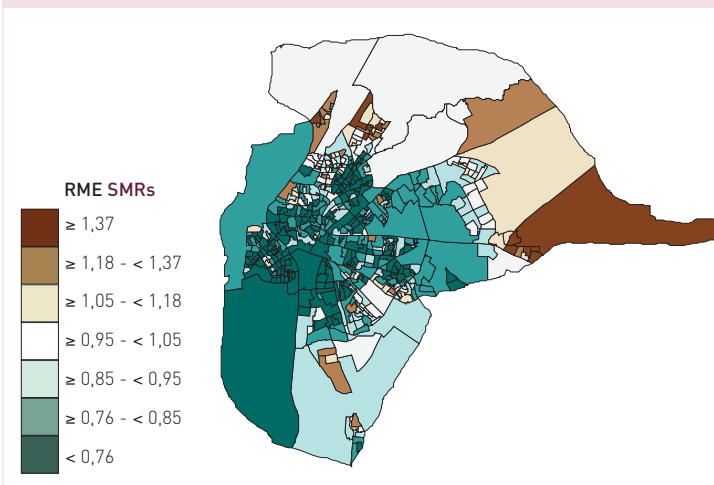 RME SMRs
≥ 1,37
≥ 1,18 - < 1,37
≥ 1,05 - < 1,18
≥ 0,95 - < 1,05
≥ 0,85 - < 0,95
≥ 0,76 - < 0,85
< 0,76